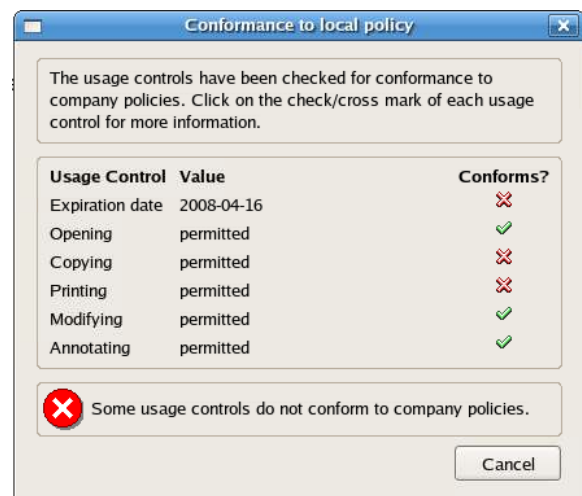 Conformance to local policy
The usage controls have been checked for conformance to
company policies. Click on the check/cross mark of each usage
control for more information.
Usage Control Value Conforms?
Expiration date 2008-04-16
Opening permitted
Copying permitted
Printing permitted
Modifying permitted
Annotating permitted
Some usage controls do not conform to company policies.
Cancel